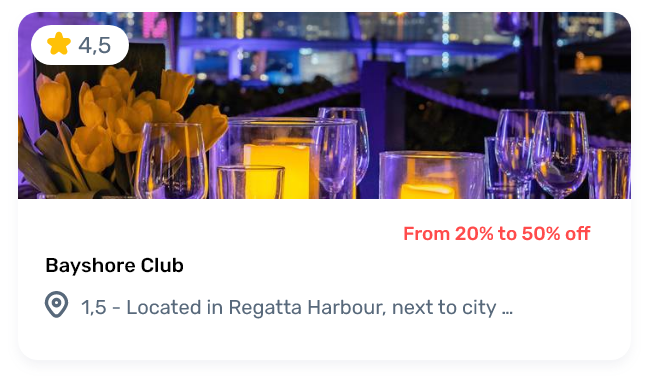 4,5
From 20% to 50% off
Bayshore Club
1,5 - Located in Regatta Harbour, next to city ...